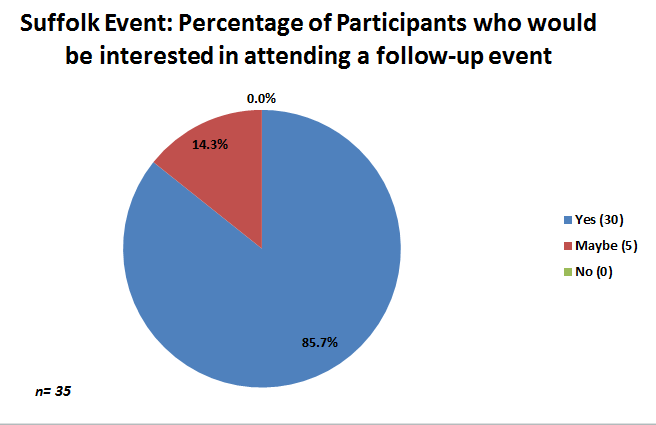 Suffolk Event: Percentage of Participants who would
be interested in attending a follow-up event
0.0%
14.3%
Yes (30)
Maybe (5)
No (0)
85.7%
n= 35